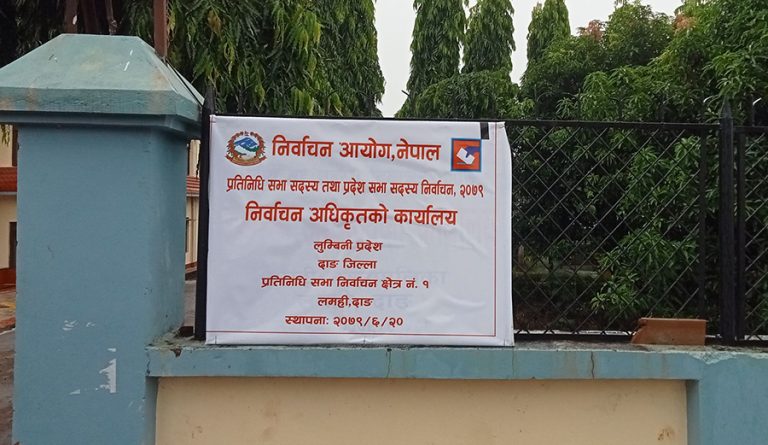 निर्वाचन आयोग,नेपाल
प्रतिनिधि सभा सदस्य तथा प्रदेश सभा सदस्य निर्वाचन, २०७९
निर्वाचन अधिकृतको कार्यालय
लुम्बिनी प्रदेश
दाङ जिल्ला
प्रतिनिधि सभा निर्वाचन क्षेत्र नं. १
लमही,दाङ
स्थापना: २०७९/६/२०